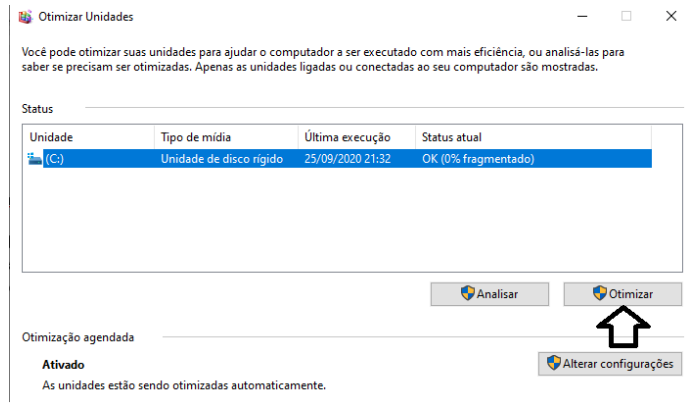 Otimizar Unidades
Você pode otimizar suas unidades para ajudar o computador a ser executado com mais eficiência, ou analisá-las para
saber se precisam ser otimizadas. Apenas as unidades ligadas ou conectadas ao seu computador são mostradas.
Status
Unidade Tipo de mídia Última execução Status atual
(C:) Unidade de disco rígido 25/09/2020 21:32 OK (0% fragmentado)
Analisar Otimizar
Otimização agendada
Ativado Alterar configurações
As unidades estão sendo otimizadas automaticamente.